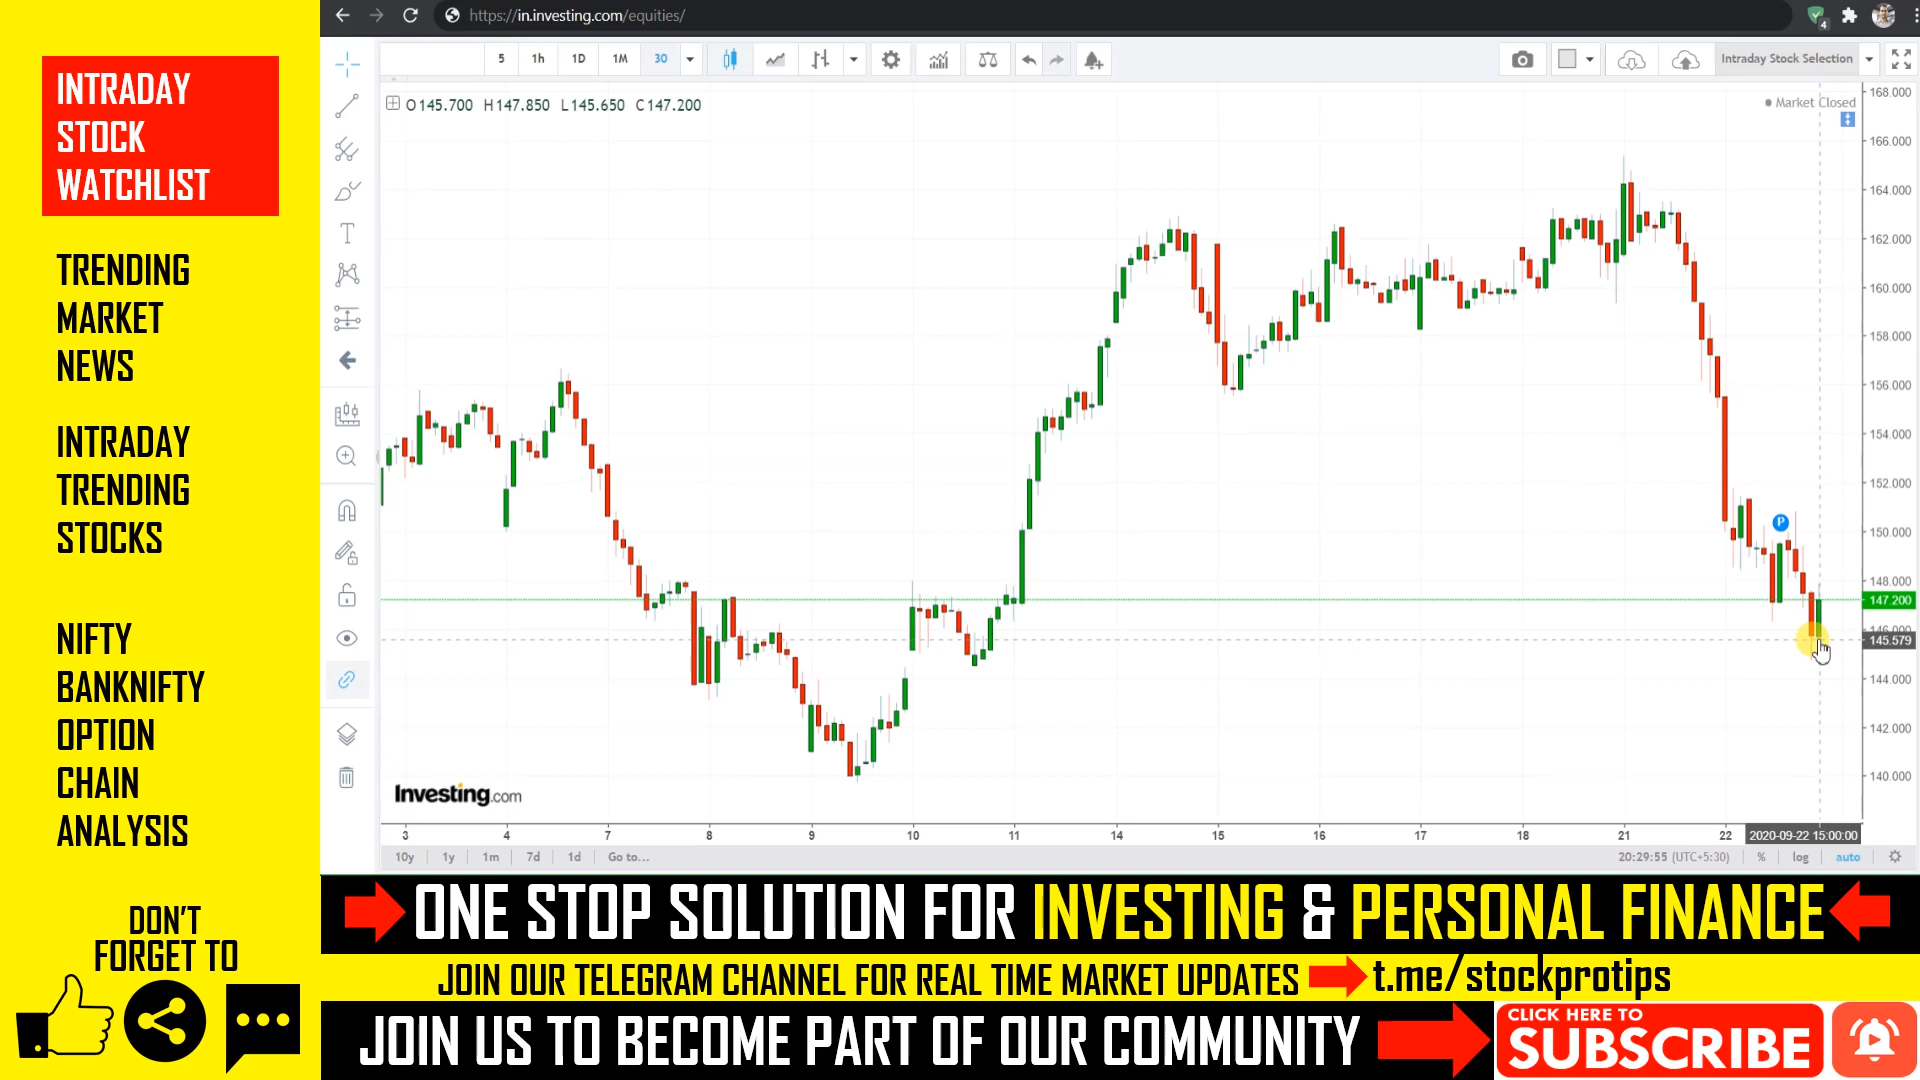 https://in.investing.com/equities/
4
INTRADAY
STOCK
WATCHLIST
TRENDING
MARKET
NEWS
INTRADAY
TRENDING
STOCKS
NIFTY
BANKNIFTY
OPTION
CHAIN
ANALYSIS
DON'T
FORGET TO
5 1h 1D 1M 30
Intraday Stock Selection
O145.700 H147.850 L145.650 C147.200
Market Closed
P
168.000
166.000
164.000
162.000
160.000
158.000
156.000
154.000
152.000
150.000
148.000
147.200
146.000
145.579
144.000
142.000
140.000
Investing.com
3 4 7 8 9 10 11 14 15 16 17 18 21 22 2020-09-22 15:00:00
10y 1y 1m 7d 1d Go to... 20:29:55 (UTC+5:30) % log auto
ONE STOP SOLUTION FOR INVESTING & PERSONAL FINANCE
JOIN OUR TELEGRAM CHANNEL FOR REAL TIME MARKET UPDATES t.me/stockprotips
JOIN US TO BECOME PART OF OUR COMMUNITY
CLICK HERE TO
SUBSCRIBE